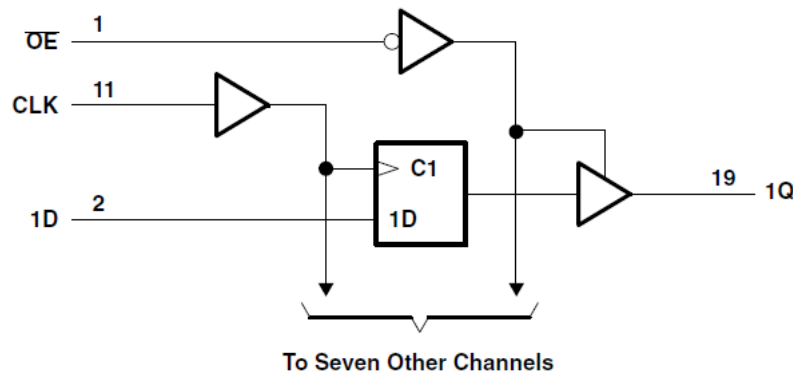 1
OE
11
CLK
C1
19
1Q
2
1D
1D
To Seven Other Channels